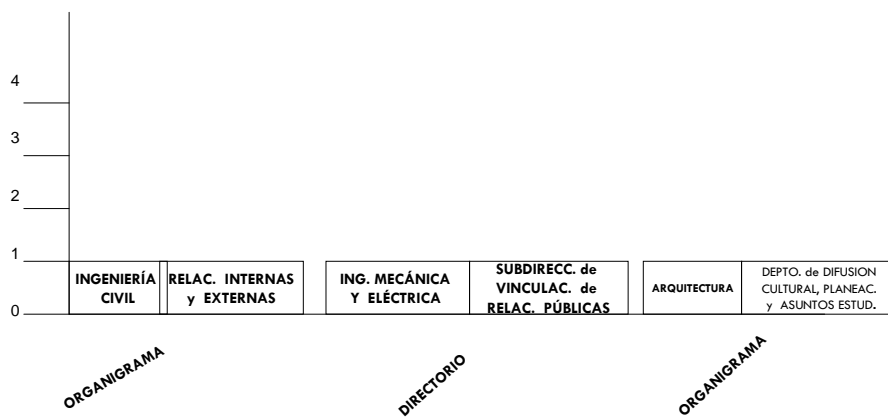 4
3
2
1
0
INGENIERÍA
CIVIL
RELAC. INTERNAS
y EXTERNAS
ING. MECÁNICA
Y ELÉCTRICA
SUBDIRECC. de
VINCULAC. de
RELAC. PÚBLICAS
ARQUITECTURA
DEPTO. de DIFUSION
CULTURAL, PLANEAC.
y ASUNTOS ESTUD.
ORGANIGRAMA
DIRECTORIO
ORGANIGRAMA